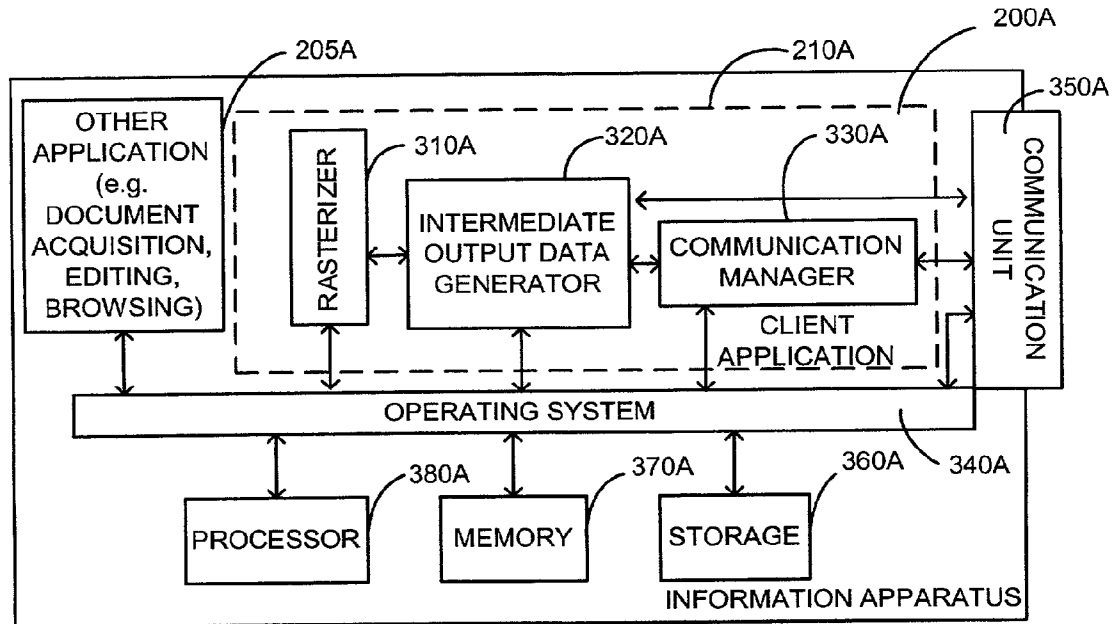 200A
205A
210A
350A
OTHER
APPLICATION
(e.g.
DOCUMENT
ACQUISITION,
EDITING,
BROWSING)
RASTERIZER
310A
320A
INTERMEDIATE
OUTPUT DATA
GENERATOR
330A
COMMUNICATION
MANAGER
CLIENT
APPLICATION
COMMUNICATION
UNIT
OPERATING SYSTEM
340A
380A
370A
360A
PROCESSOR
MEMORY
STORAGE
INFORMATION APPARATUS